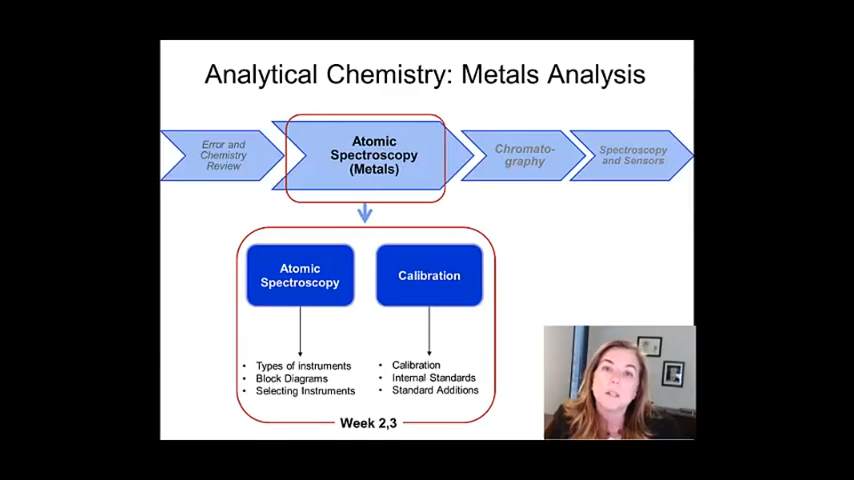 Analytical Chemistry: Metals Analysis
Error and
Chemistry
Review
Atomic
Spectroscopy
(Metals)
Chromato-
graphy
Spectroscopy
and Sensors
Atomic
Spectroscopy
Calibration
• Types of instruments
• Block Diagrams
• Selecting Instruments
• Calibration
• Internal Standards
• Standard Additions
Week 2,3